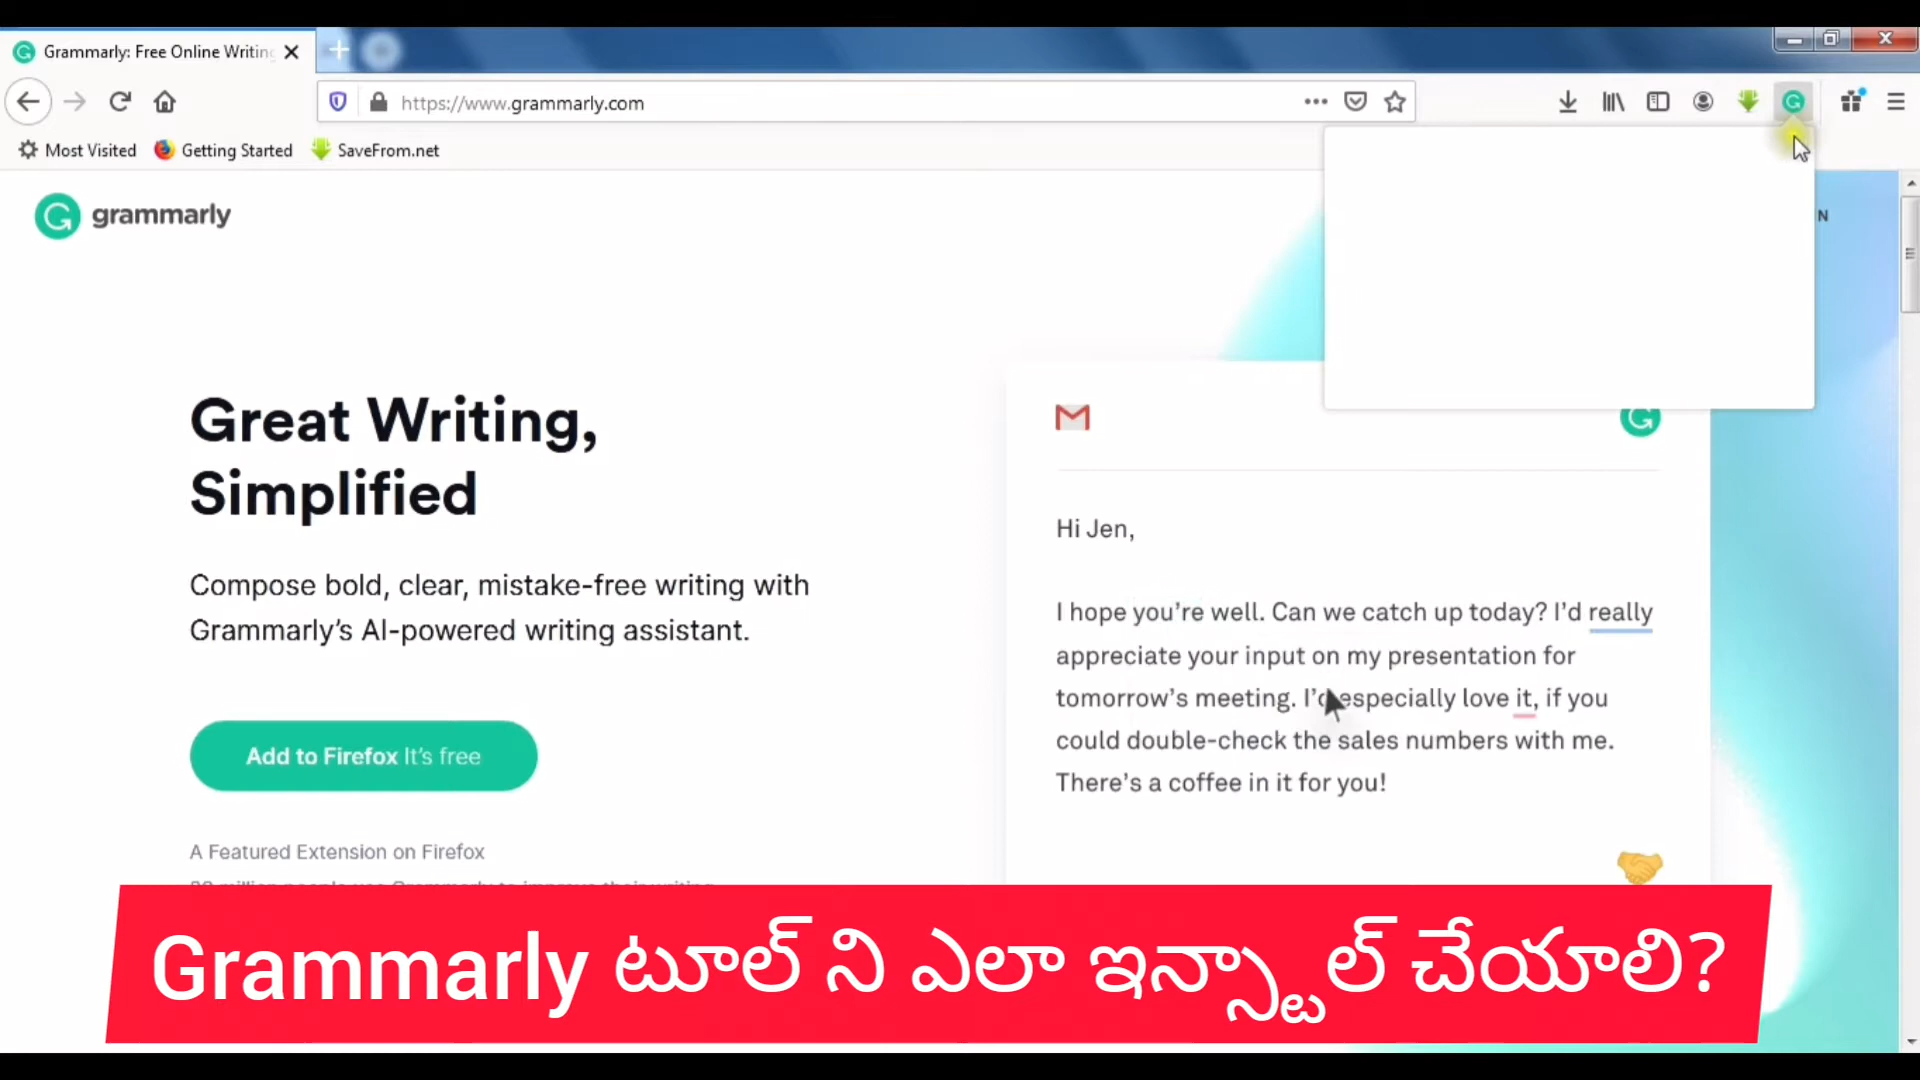 Grammarly: Free Online Writing
https://www.grammarly.com
Most Visited Getting Started SaveFrom.net
grammarly
N
Great Writing,
Simplified
Compose bold, clear, mistake-free writing with
Grammarly's AI-powered writing assistant.
Add to Firefox It's free
A Featured Extension on Firefox
Hi Jen,
I hope you're well. Can we catch up today? I'd really
appreciate your input on my presentation for
tomorrow's meeting. I'd especially love it, if you
could double-check the sales numbers with me.
There's a coffee in it for you!
Grammarly టూల్ ని ఎలా ఇన్స్టాల్ చేయాలి?